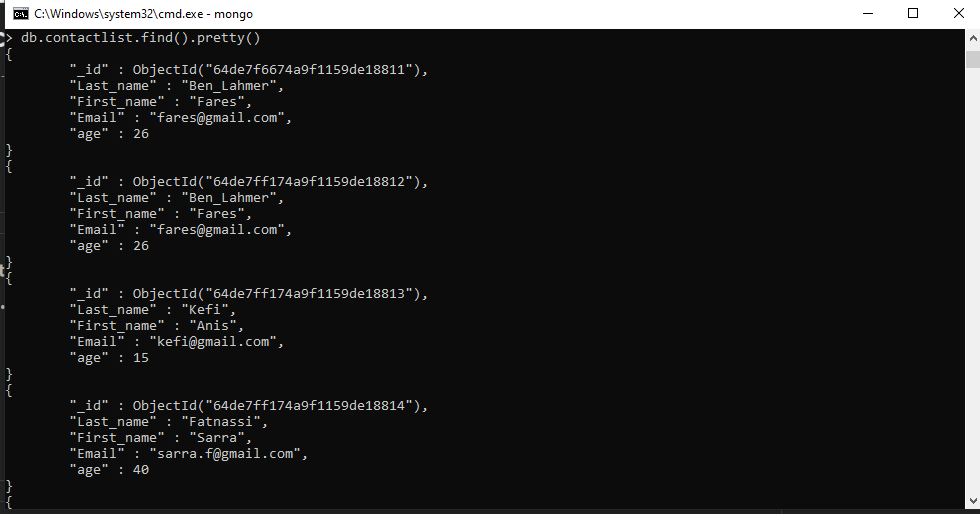 C:\Windows\system32\cmd.exe - mongo
> db.contactlist.find().pretty()
{
"_id" : ObjectId("64de7f6674a9f1159de18811"),
"Last_name" : "Ben_Lahmer",
"First_name" : "Fares",
"Email" : "fares@gmail.com",
"age" : 26
}
{
"_id" : ObjectId("64de7ff174a9f1159de18812"),
"Last_name" : "Ben_Lahmer",
"First_name" : "Fares",
"Email" : "fares@gmail.com",
"age" : 26
}
{
"_id" : ObjectId("64de7ff174a9f1159de18813"),
"Last_name" : "Kefi",
"First_name" : "Anis",
"Email" : "kefi@gmail.com",
"age" : 15
}
{
"_id" : ObjectId("64de7ff174a9f1159de18814"),
"Last_name" : "Fatnassi",
"First_name" : "Sarra",
"Email" : "sarra.f@gmail.com",
"age" : 40
}
{